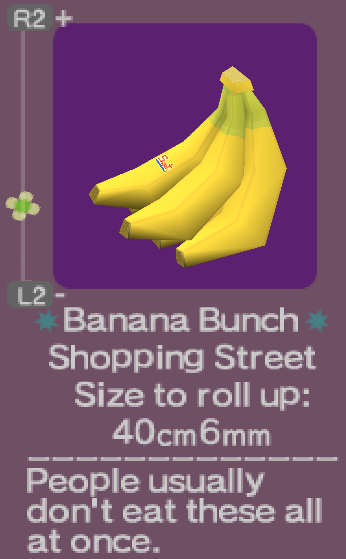 R2 +
L2 -
Banana Bunch
Shopping Street
Size to roll up:
40cm6mm
People usually
don't eat these all
at once.